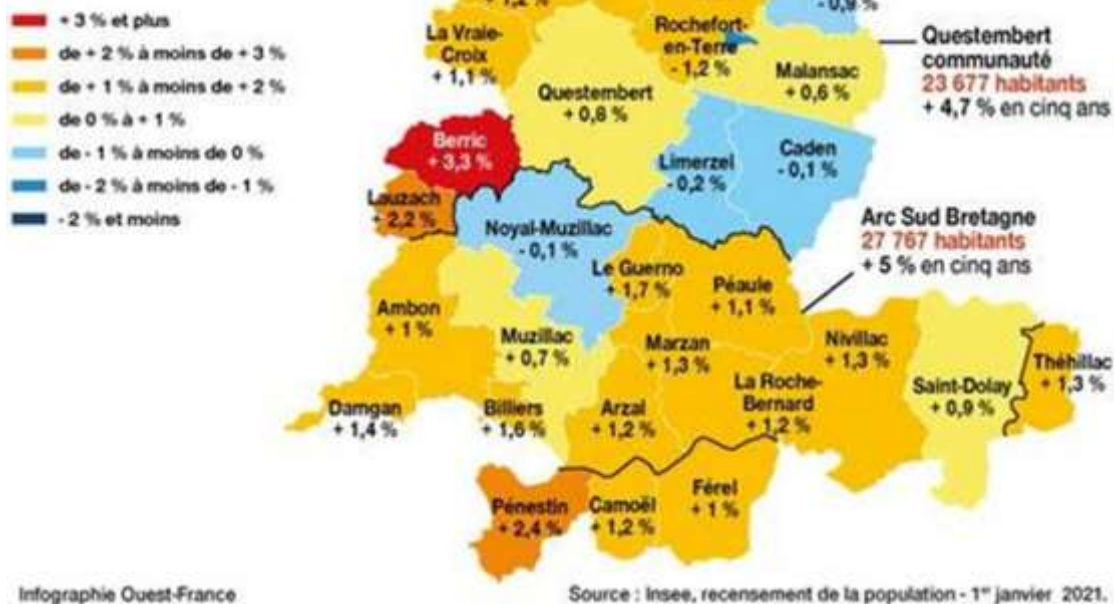 + 3 % et plus
de + 2 % à moins de + 3 %
de + 1 % à moins de + 2 %
de 0 % à + 1 %
de - 1 % à moins de 0 %
de - 2 % à moins de - 1 %
- 2 % et moins
+ 1,2 %
- 0,9 %
La Vraie-
Croix
+ 1,1 %
Rochefort-
en-Terre
- 1,2 %
Questembert
+ 0,8 %
Malansac
+ 0,6 %
Questembert
communauté
23 677 habitants
+ 4,7 % en cinq ans
Berric
+ 3,3 %
Limerzel
- 0,2 %
Caden
- 0,1 %
Lauzach
+ 2,2 %
Noyal-Muzillac
- 0,1 %
Arc Sud Bretagne
27 767 habitants
+ 5 % en cinq ans
Le Guerno
+ 1,7 %
Péaule
+ 1,1 %
Ambon
+ 1 %
Muzillac
+ 0,7 %
Marzan
+ 1,3 %
Nivillac
+ 1,3 %
Théhillac
+ 1,3 %
La Roche-
Bernard
+ 1,2 %
Saint-Dolay
+ 0,9 %
Damgan
+ 1,4 %
Billiers
+ 1,6 %
Arzal
+ 1,2 %
Pénestin
+ 2,4 %
Camoël
+ 1,2 %
Férel
+ 1 %
Infographie Ouest-France
Source : Insee, recensement de la population - 1er janvier 2021.